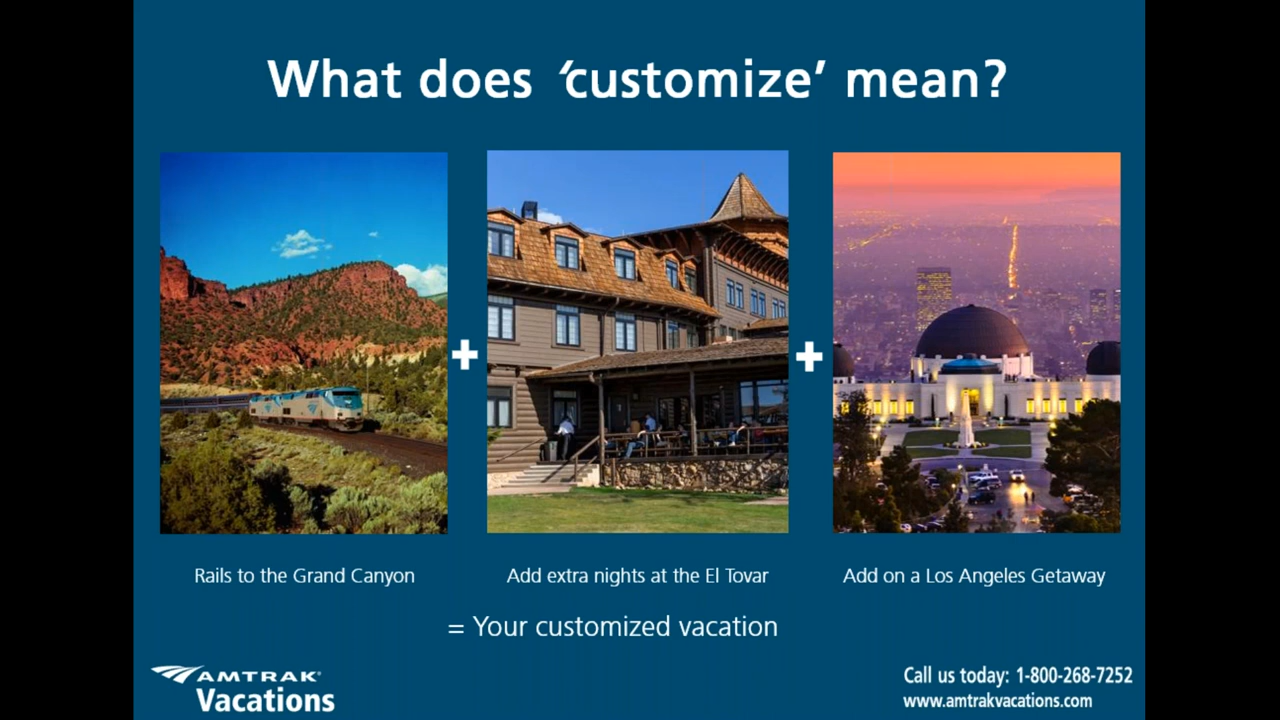 What does ‘customize’ mean?
+ +
Rails to the Grand Canyon
Add extra nights at the El Tovar
Add on a Los Angeles Getaway
= Your customized vacation
AMTRAK®
Vacations
Call us today: 1-800-268-7252
www.amtrakvacations.com